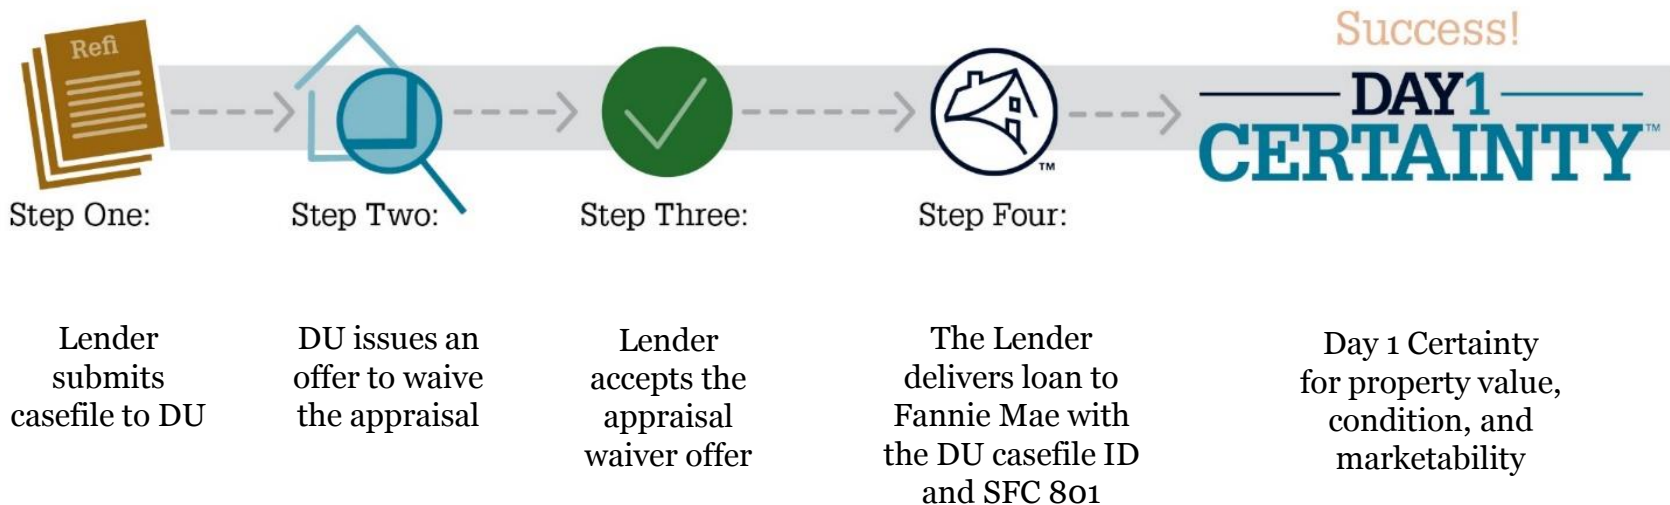 Refi
Success!
DAY1
CERTAINTY™
TM
Step One:
Step Two:
Step Three:
Step Four:
Lender
submits
casefile to DU
DU issues an
offer to waive
the appraisal
Lender
accepts the
appraisal
waiver offer
The Lender
delivers loan to
Fannie Mae with
the DU casefile ID
and SFC 801
Day 1 Certainty
for property value,
condition, and
marketability